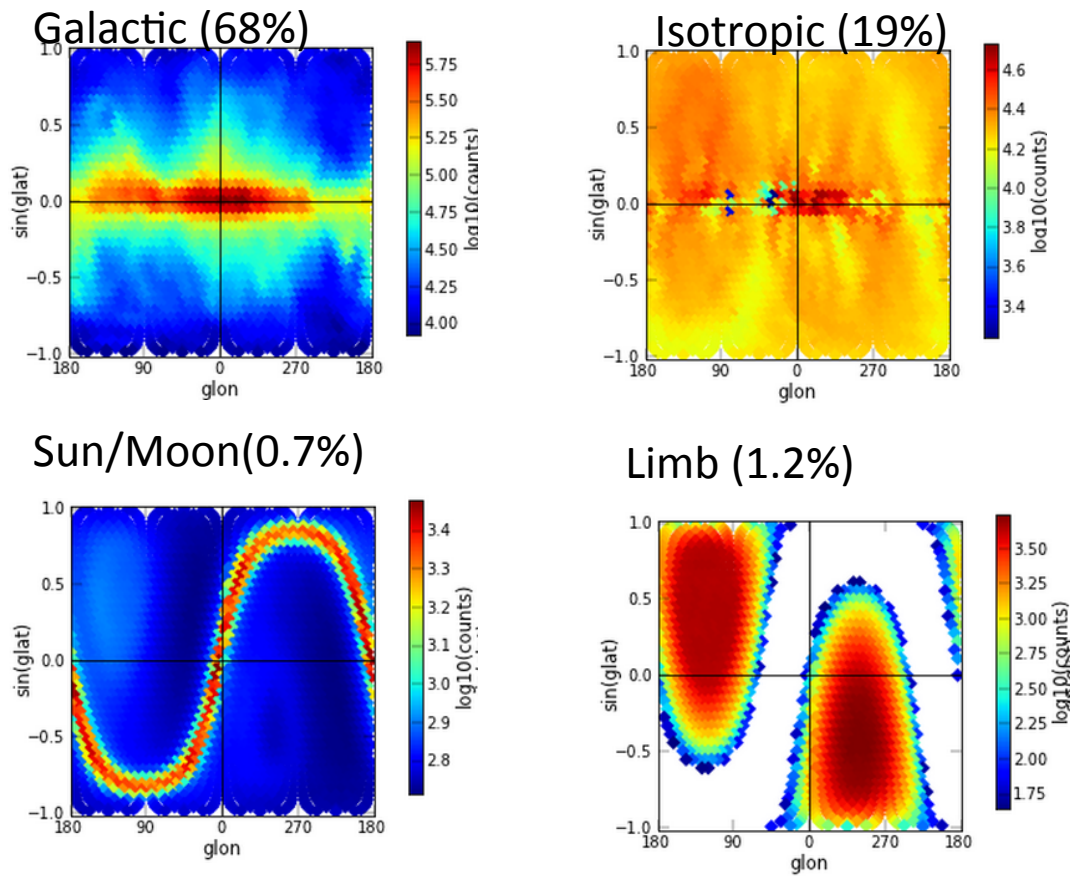 Galactic (68%)
1.0
0.5
0.0
−0.5
−1.0
sin(glat)
180 90 0 270 180
glon
5.75
5.50
5.25
5.00
4.75
4.50
4.25
4.00
log10(counts)
Isotropic (19%)
1.0
0.5
0.0
−0.5
−1.0
sin(glat)
180 90 0 270 180
glon
4.6
4.4
4.2
4.0
3.8
3.6
3.4
log10(counts)
Sun/Moon(0.7%)
1.0
0.5
0.0
−0.5
−1.0
sin(glat)
180 90 0 270 180
glon
3.4
3.3
3.2
3.1
3.0
2.9
2.8
log10(counts)
Limb (1.2%)
1.0
0.5
0.0
−0.5
−1.0
sin(glat)
180 90 0 270 180
glon
3.50
3.25
3.00
2.75
2.50
2.25
2.00
1.75
log10(counts)